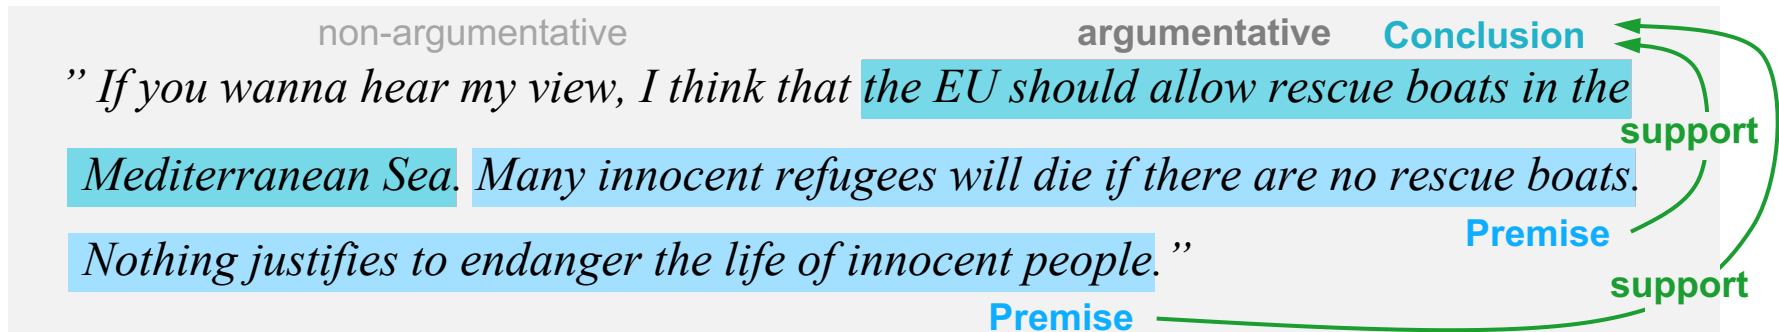 non-argumentative argumentative Conclusion
” If you wanna hear my view, I think that the EU should allow rescue boats in the
support
Mediterranean Sea. Many innocent refugees will die if there are no rescue boats.
Premise
Nothing justifies to endanger the life of innocent people. ”
support
Premise